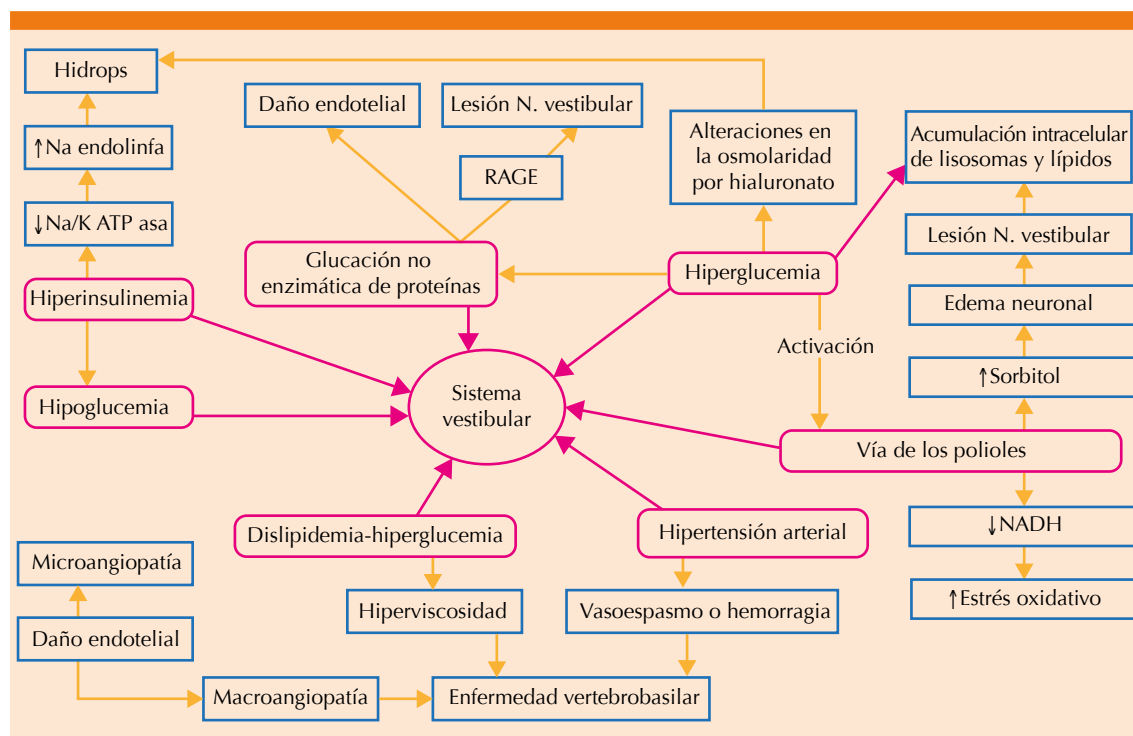 Hidrops
↑Na endolinfa
↓Na/K ATP asa
Hiperinsulinemia
Hipoglucemia
Daño endotelial
Lesión N. vestibular
RAGE
Glucación no
enzimática de proteínas
Alteraciones en
la osmolaridad
por hialuronato
Hiperglucemia
Activación
Acumulación intracelular
de lisosomas y lípidos
Lesión N. vestibular
Edema neuronal
↑Sorbitol
Vía de los polioles
↓NADH
↑Estrés oxidativo
Sistema
vestibular
Dislipidemia-hiperglucemia
Hipertensión arterial
Hiperviscosidad
Vasoespasmo o hemorragia
Microangiopatía
Daño endotelial
Macroangiopatía
Enfermedad vertebrobasilar